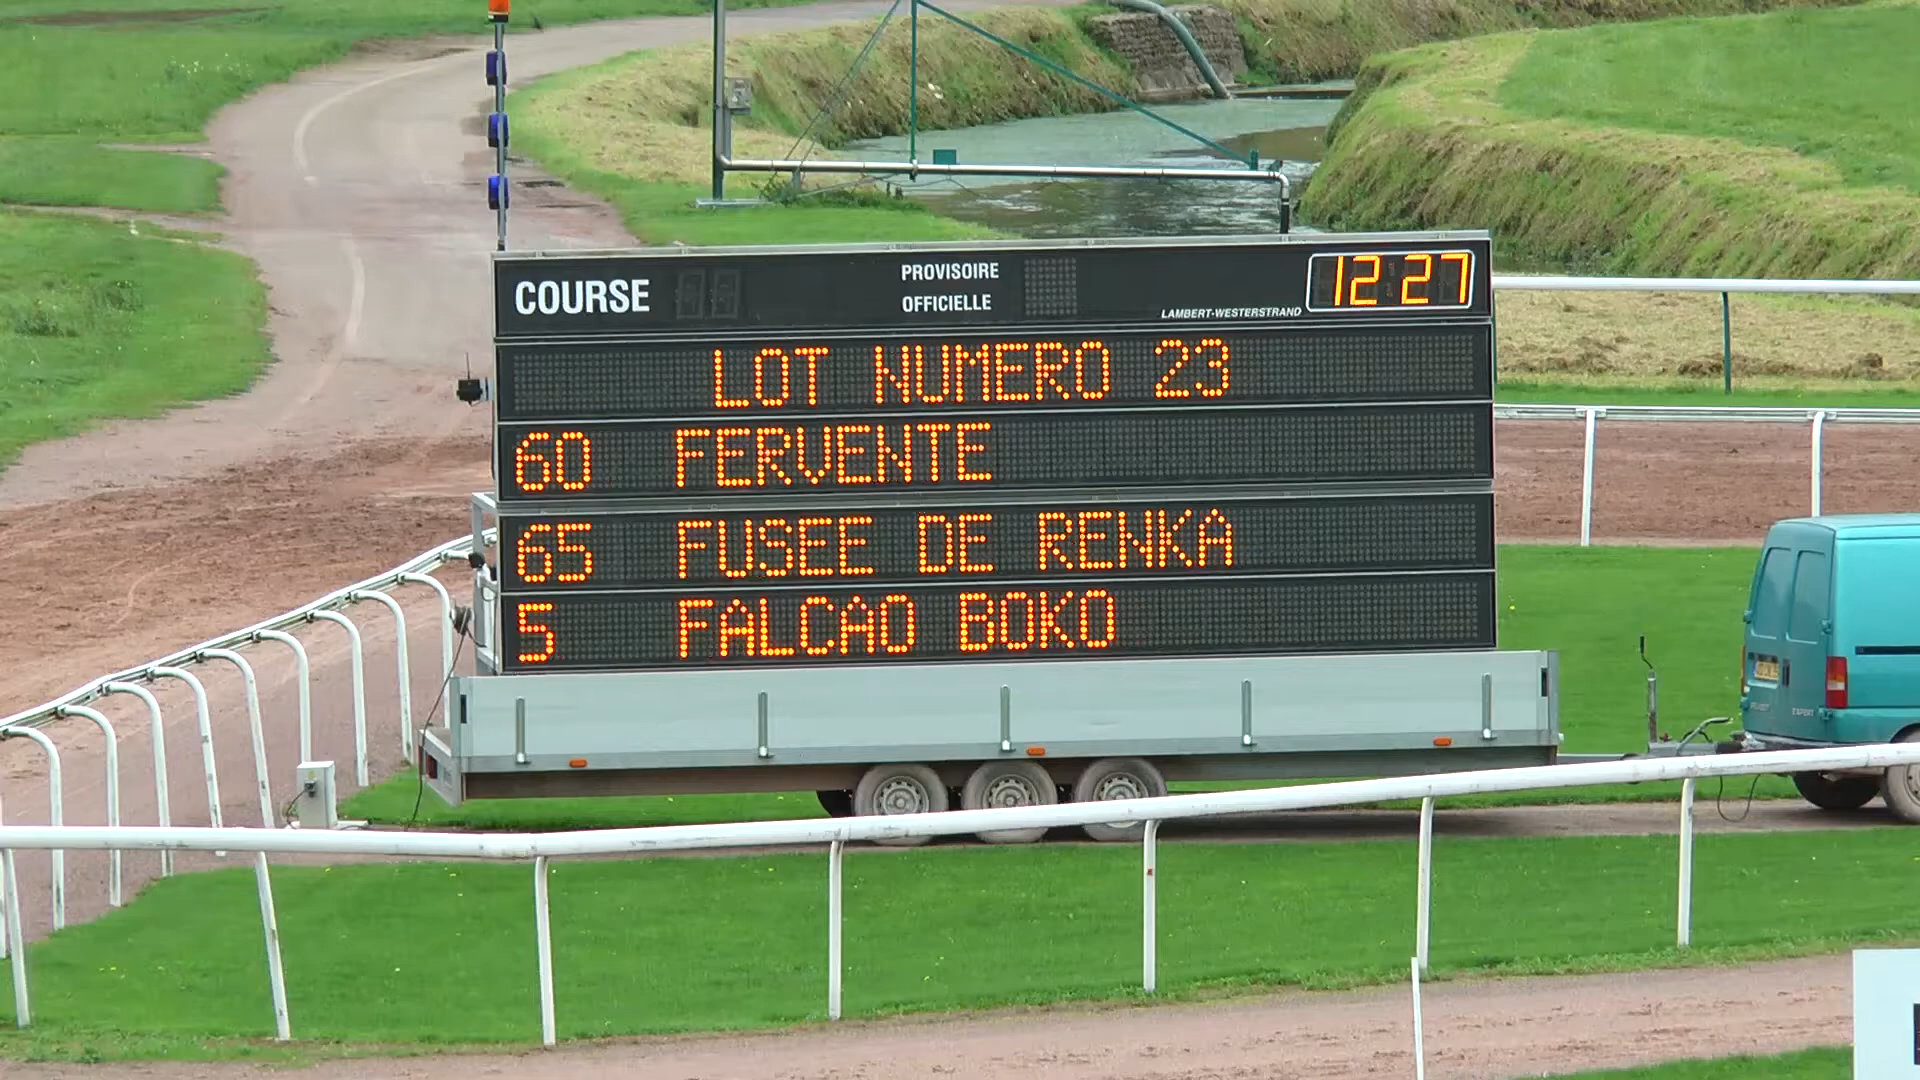 COURSE
PROVISOIRE
OFFICIELLE
LAMBERT-WESTERSTRAND
12 27
LOT NUMERO 23
60 FERVENTE
65 FUSEE DE RENKA
5 FALCAO BOKO
EXPERT